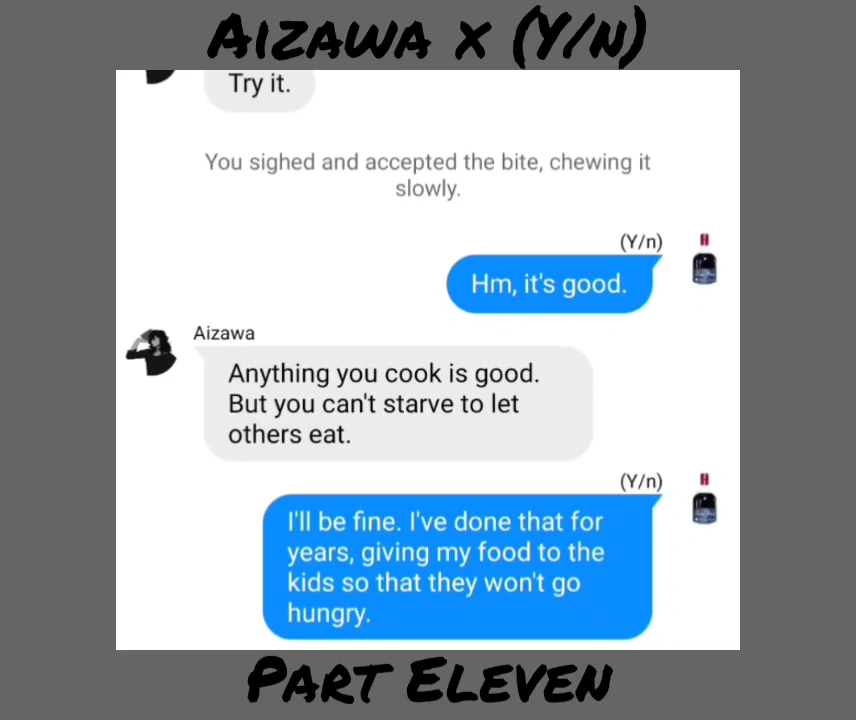 Aizawa x (Y/n)
Try it.
You sighed and accepted the bite, chewing it
slowly.
(Y/n)
Hm, it's good.
Aizawa
Anything you cook is good.
But you can't starve to let
others eat.
(Y/n)
I'll be fine. I've done that for
years, giving my food to the
kids so that they won't go
hungry.
Part Eleven